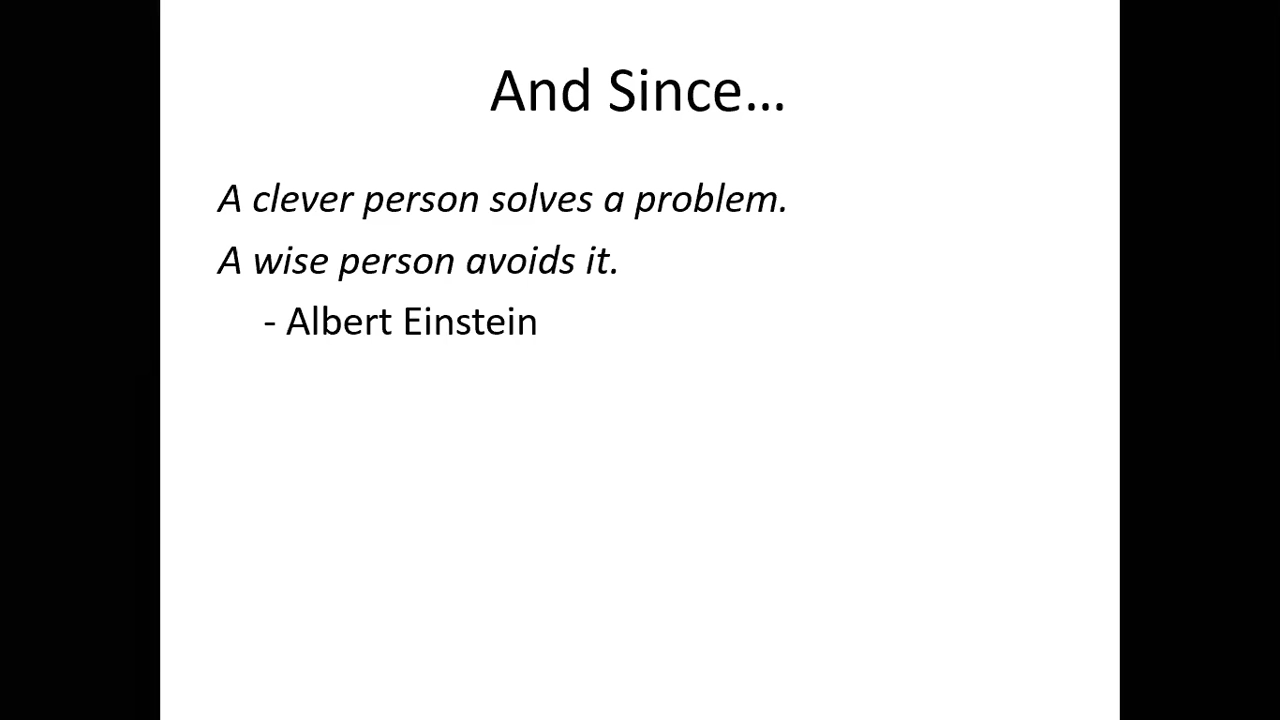 And Since…
A clever person solves a problem.
A wise person avoids it.
- Albert Einstein